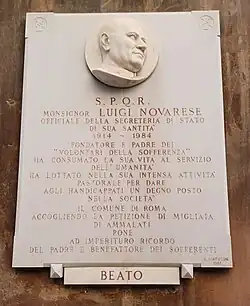 S.P.Q.R.
MONSIGNOR LUIGI NOVARESE
OFFICIALE DELLA SEGRETERIA DI STATO
DI SUA SANTITÀ
1914 - 1984
FONDATORE E PADRE DEI
"VOLONTARI DELLA SOFFERENZA"
HA CONSUMATO LA SUA VITA AL SERVIZIO
DELL'UMANITÀ
HA LOTTATO NELLA SUA INTENSA ATTIVITÀ
PASTORALE PER DARE
AGLI HANDICAPPATI UN DEGNO POSTO
NELLA SOCIETÀ
IL COMUNE DI ROMA
ACCOGLIENDO LA PETIZIONE DI MIGLIAIA
DI AMMALATI
PONE
AD IMPERITURO RICORDO
DEL PADRE E BENEFATTORE DEI SOFFERENTI
BEATO